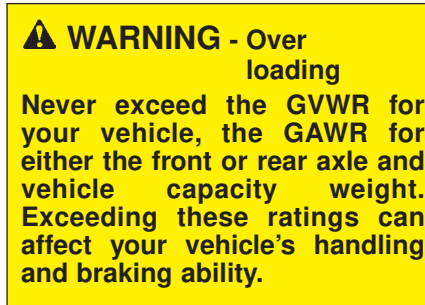 WARNING - Over
loading
Never exceed the GVWR for
your vehicle, the GAWR for
either the front or rear axle and
vehicle capacity weight.
Exceeding these ratings can
affect your vehicle's handling
and braking ability.